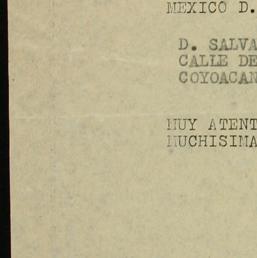 MEXICO D.
D. SALVA
CALLE DE
COYOACAN
MUY ATENT
MUCHISIMA